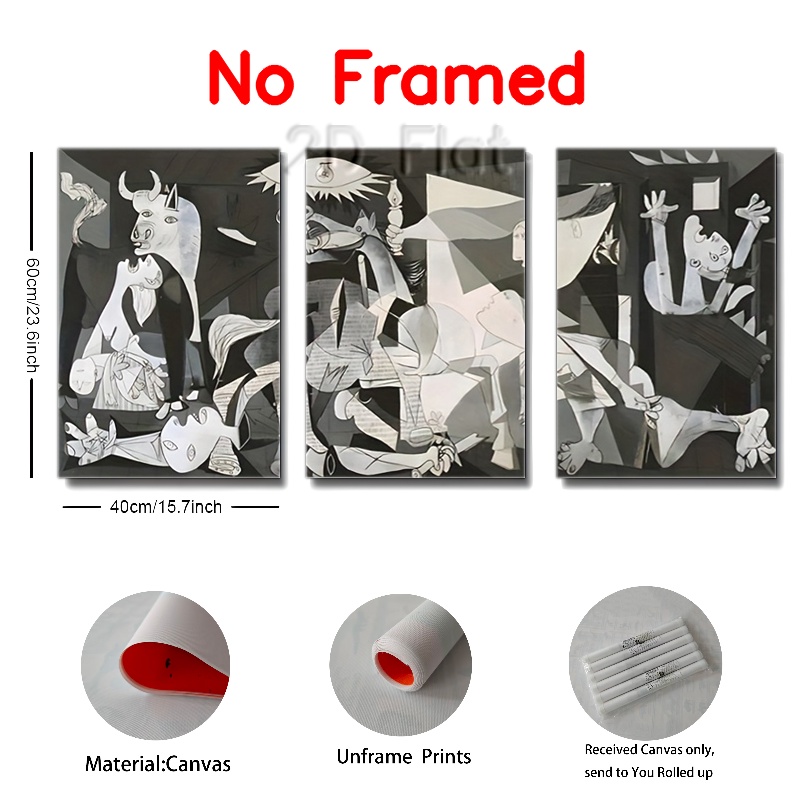 No Framed
2D Flat
60cm/23.6inch
40cm/15.7inch
Material:Canvas
Unframe Prints
Received Canvas only,
send to You Rolled up